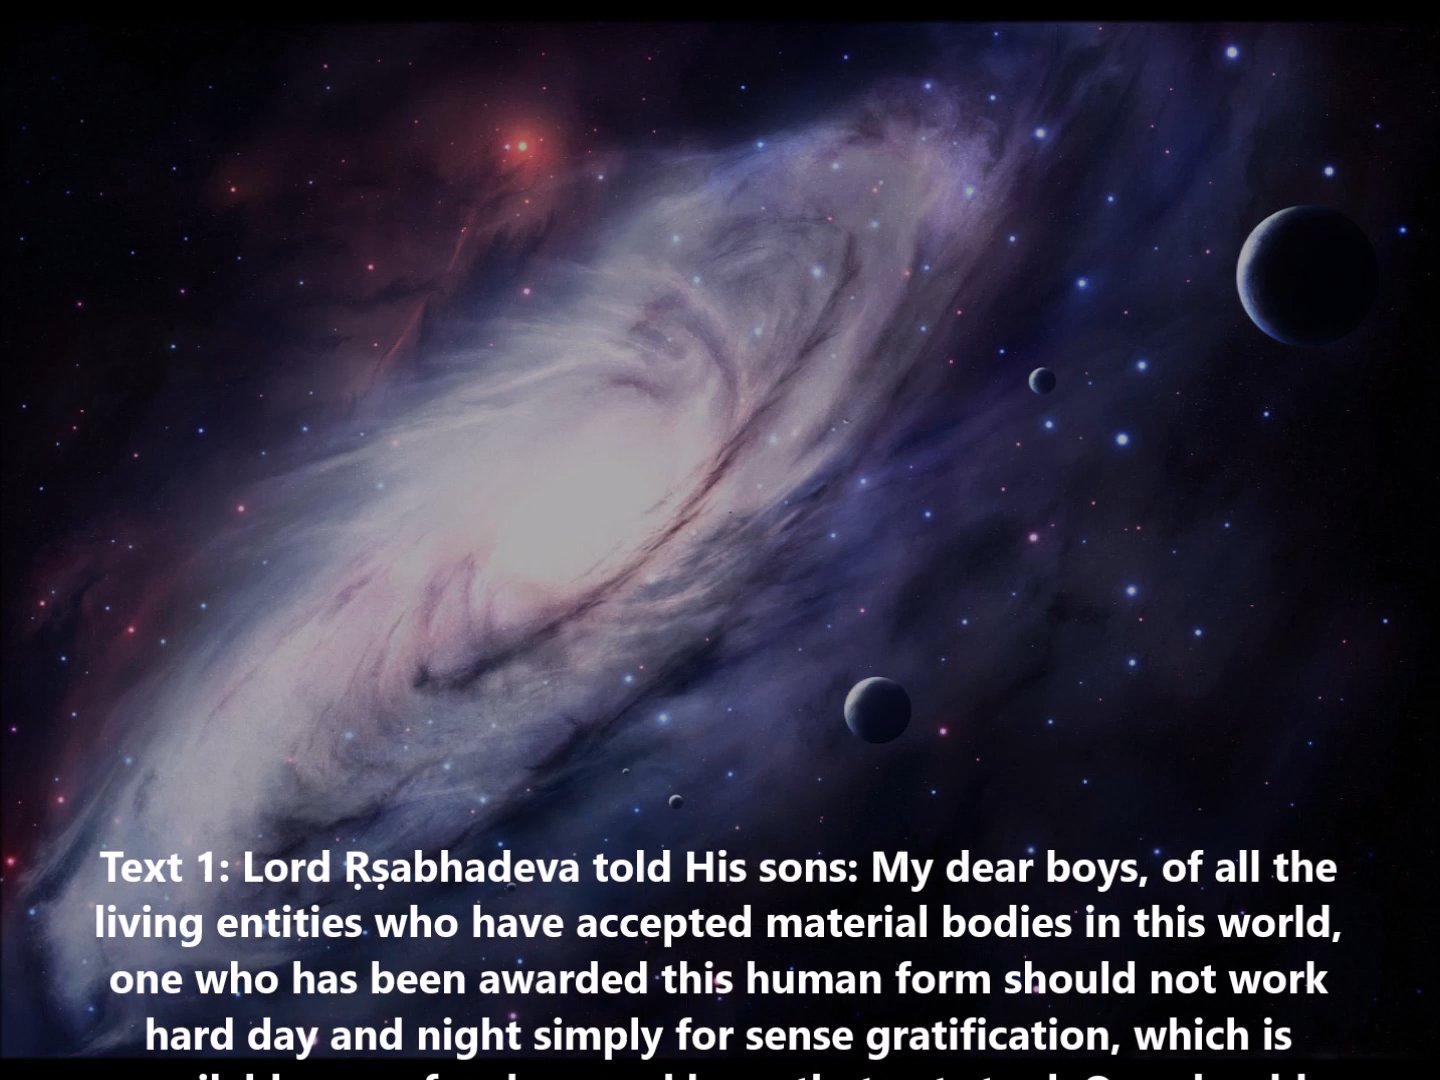 Text 1: Lord Ṛṣabhadeva told His sons: My dear boys, of all the
living entities who have accepted material bodies in this world,
one who has been awarded this human form should not work
hard day and night simply for sense gratification, which is